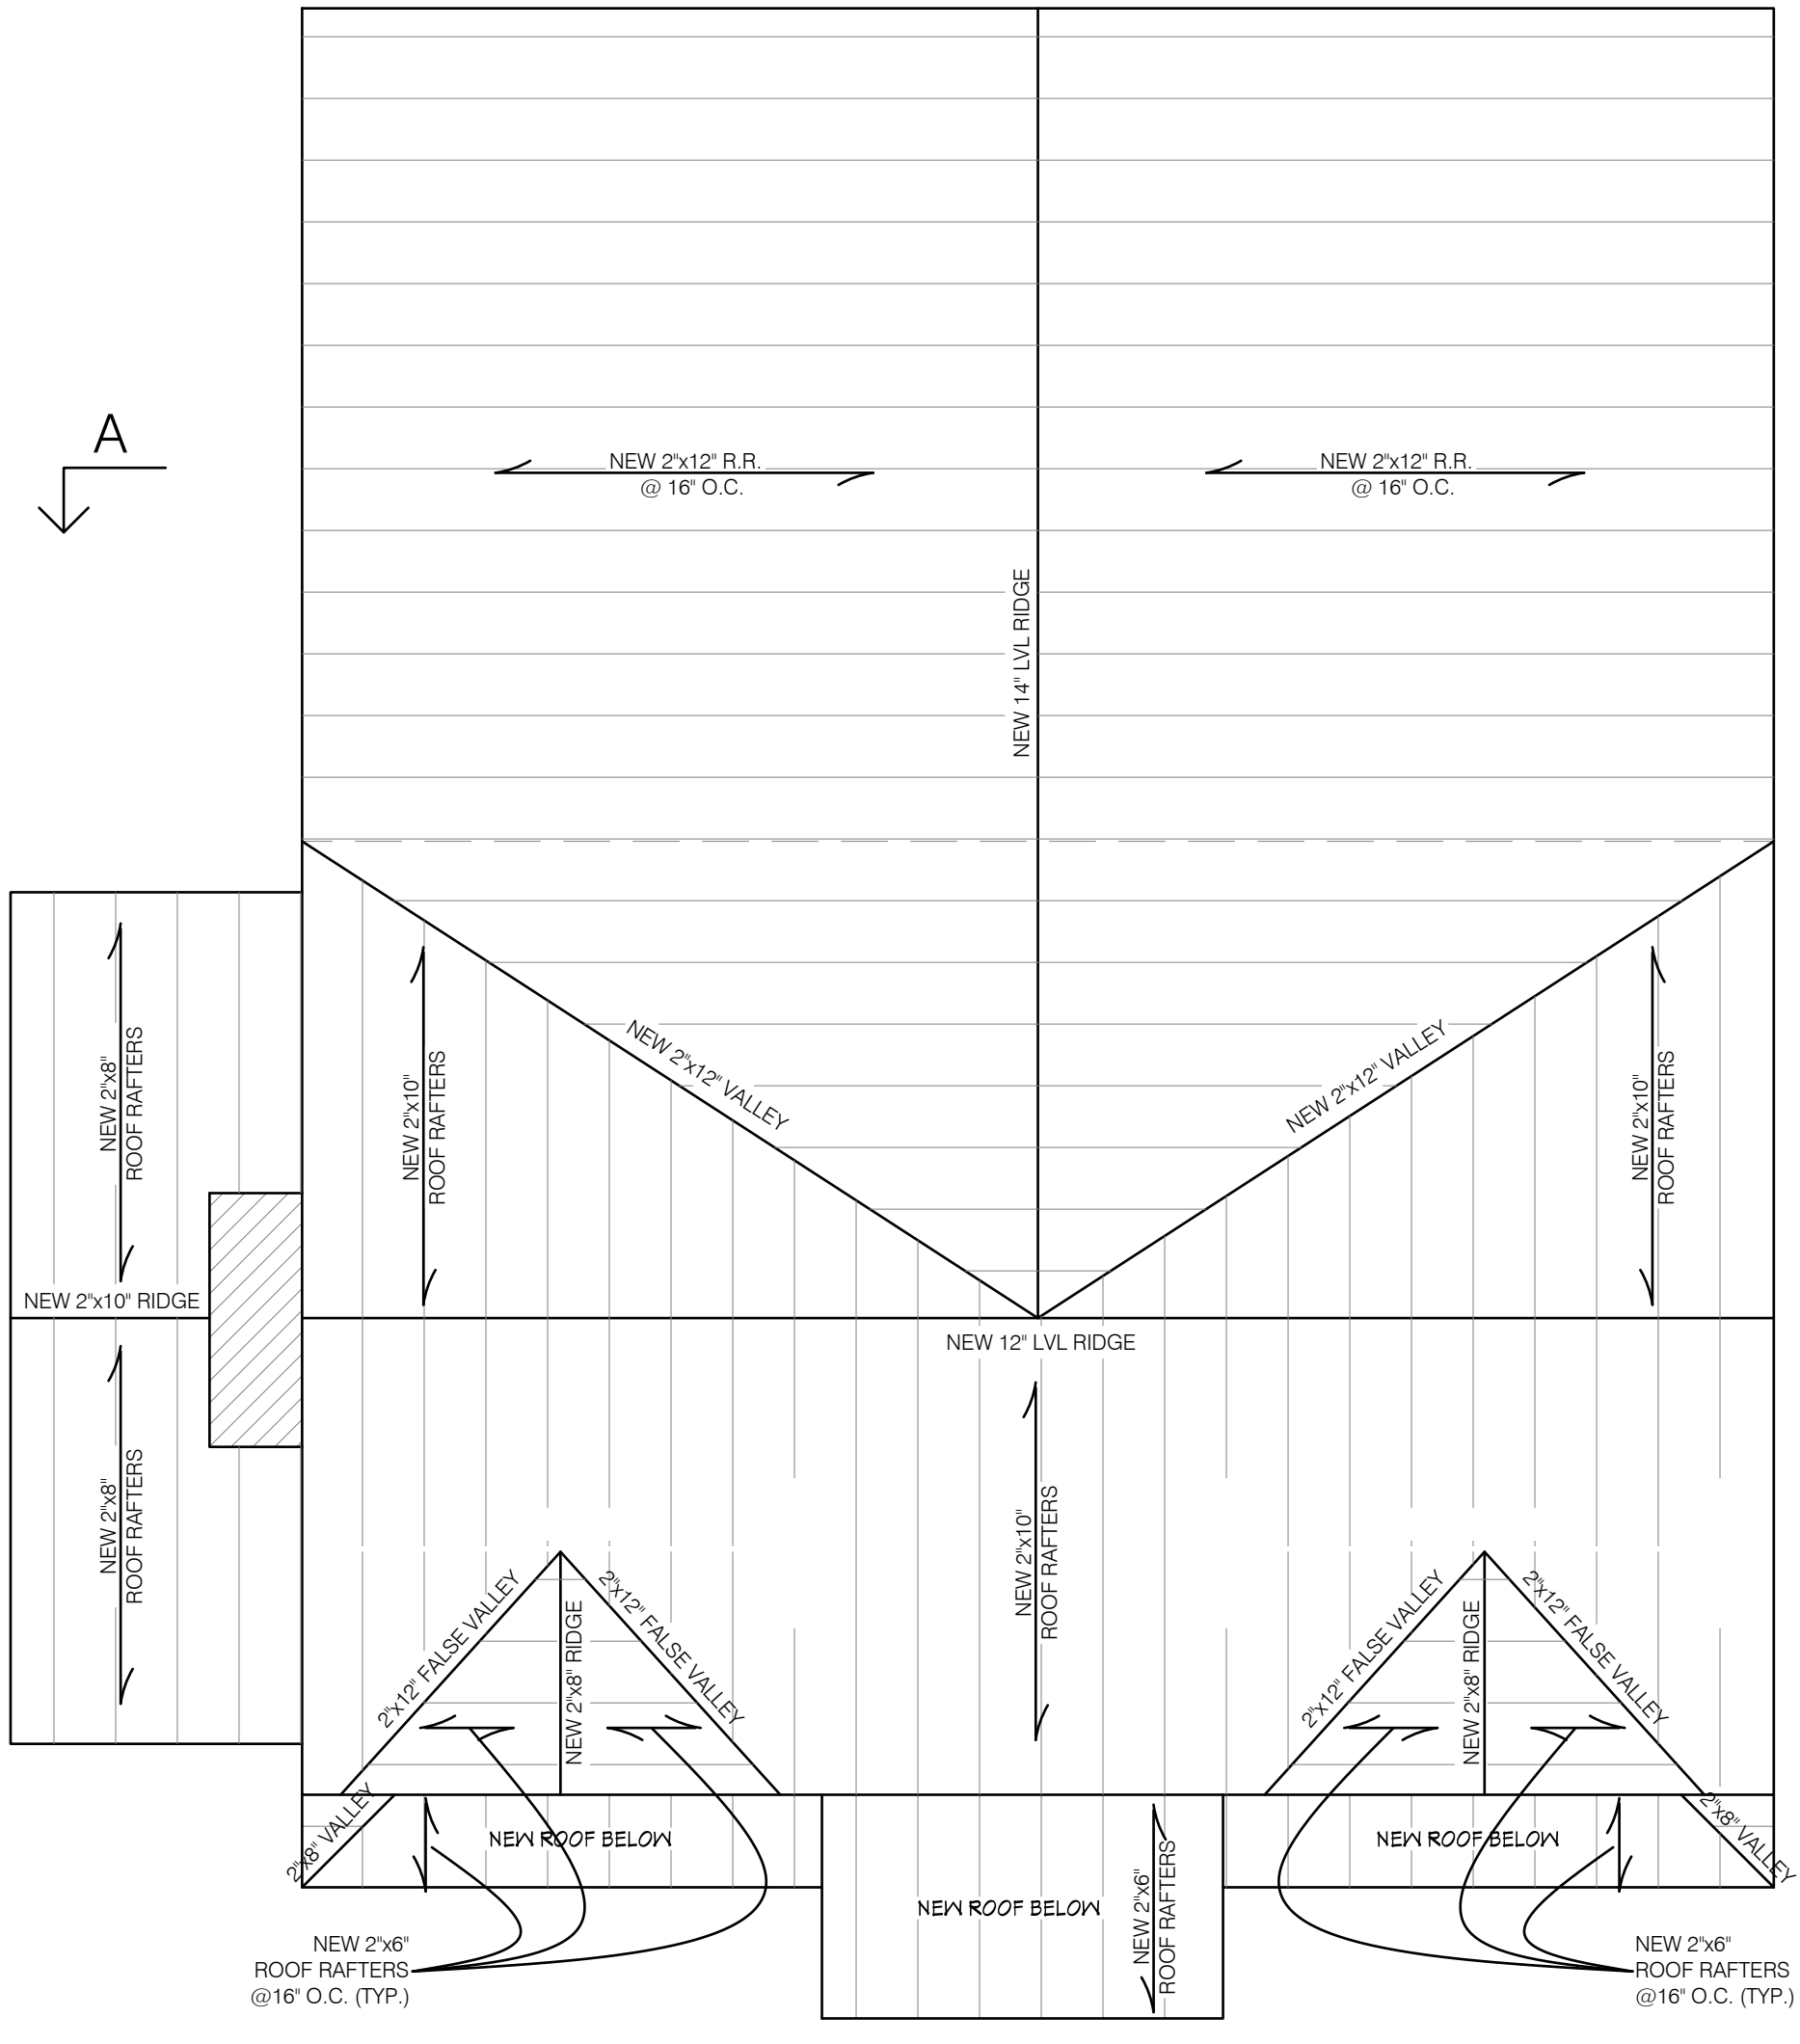 A
NEW 2"x12" R.R.
@ 16" O.C.
NEW 2"x12" R.R.
@ 16" O.C.
NEW 14" LVL RIDGE
NEW 2"x8"
ROOF RAFTERS
NEW 2"x10"
ROOF RAFTERS
NEW 2"x12" VALLEY
NEW 2"x12" VALLEY
NEW 2"x10"
ROOF RAFTERS
NEW 2"x10" RIDGE
NEW 12" LVL RIDGE
NEW 2"x8"
ROOF RAFTERS
NEW 2"x10"
ROOF RAFTERS
2"x12" FALSE VALLEY
NEW 2"x8" RIDGE
2"x12" FALSE VALLEY
2"x12" FALSE VALLEY
NEW 2"x8" RIDGE
2"x12" FALSE VALLEY
2"x8" VALLEY
NEW ROOF BELOW
NEW ROOF BELOW
NEW 2"x6"
ROOF RAFTERS
NEW ROOF BELOW
2"x8" VALLEY
NEW 2"x6"
ROOF RAFTERS
@16" O.C. (TYP.)
NEW 2"x6"
ROOF RAFTERS
@16" O.C. (TYP.)